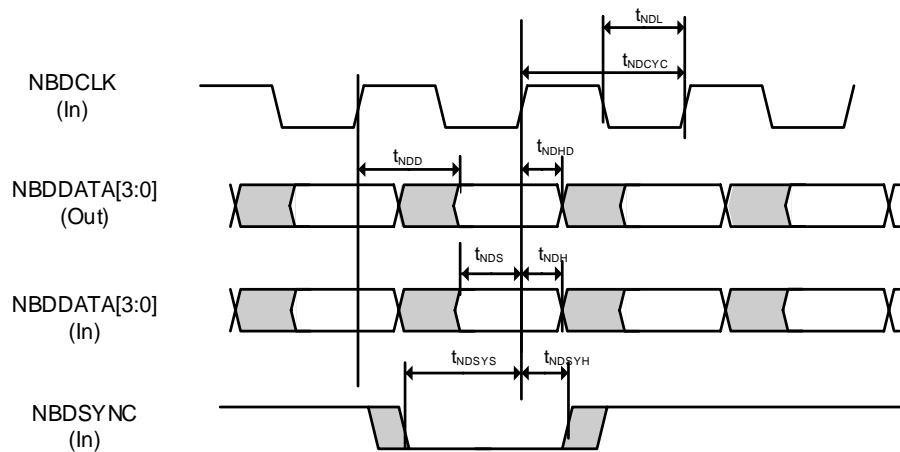 tNDL
tNDCYC
NBDCLK
(In)
tNDD
tNDHD
NBDDATA[3:0]
(Out)
tNDS
tNDH
NBDDATA[3:0]
(In)
tNDSYS
tNDSYH
NBDSYNC
(In)